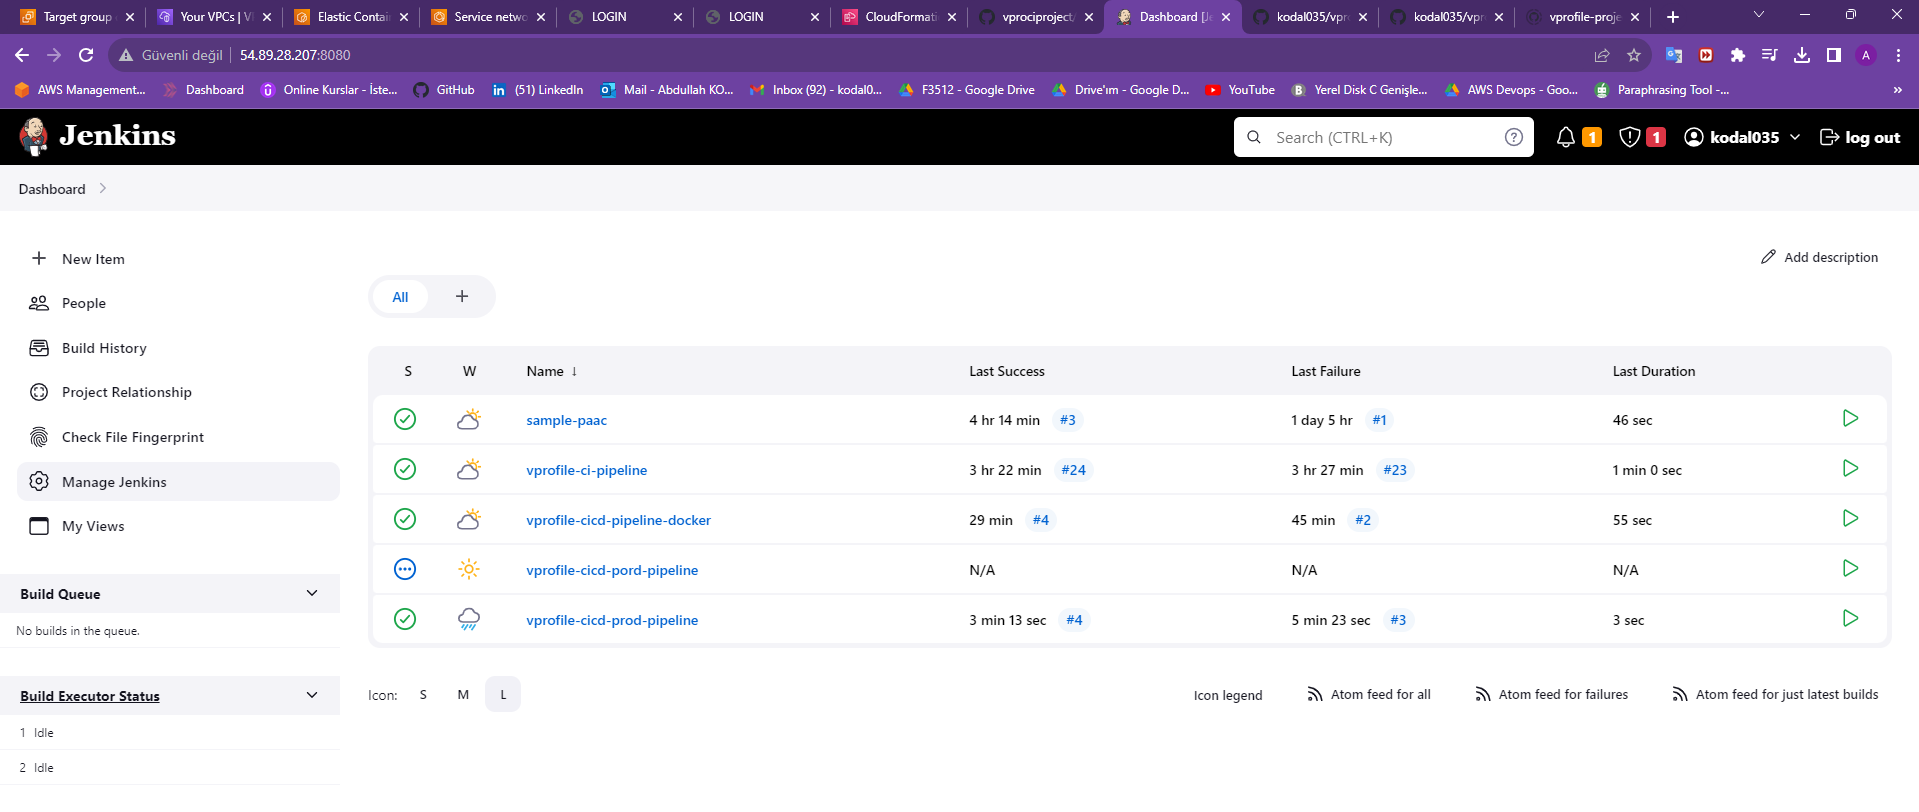 Target group
Your VPCs | V
Elastic Contai
Service netwo
LOGIN
LOGIN
CloudFormati
vprociproject/
Dashboard [Je
kodal035/vpr
kodal035/vpr
vprofile-proje
Güvenli değil | 54.89.28.207:8080
A
AWS Management...
Dashboard
Online Kurslar - İste...
GitHub
(51) LinkedIn
Mail - Abdullah KO...
Inbox (92) - kodal0...
F3512 - Google Drive
Drive'ım - Google D...
YouTube
Yerel Disk C Genişle...
AWS Devops - Goo...
Paraphrasing Tool -...
»
Jenkins
Search (CTRL+K)
1
1
kodal035
log out
Dashboard
New Item
People
Build History
Project Relationship
Check File Fingerprint
Manage Jenkins
My Views
Build Queue
No builds in the queue.
Build Executor Status
1 Idle
2 Idle
Add description
All +
S W Name ↓ Last Success Last Failure Last Duration
sample-paac 4 hr 14 min #3 1 day 5 hr #1 46 sec
vprofile-ci-pipeline 3 hr 22 min #24 3 hr 27 min #23 1 min 0 sec
vprofile-cicd-pipeline-docker 29 min #4 45 min #2 55 sec
vprofile-cicd-pord-pipeline N/A N/A N/A
vprofile-cicd-prod-pipeline 3 min 13 sec #4 5 min 23 sec #3 3 sec
Icon: S M L
Icon legend
Atom feed for all
Atom feed for failures
Atom feed for just latest builds